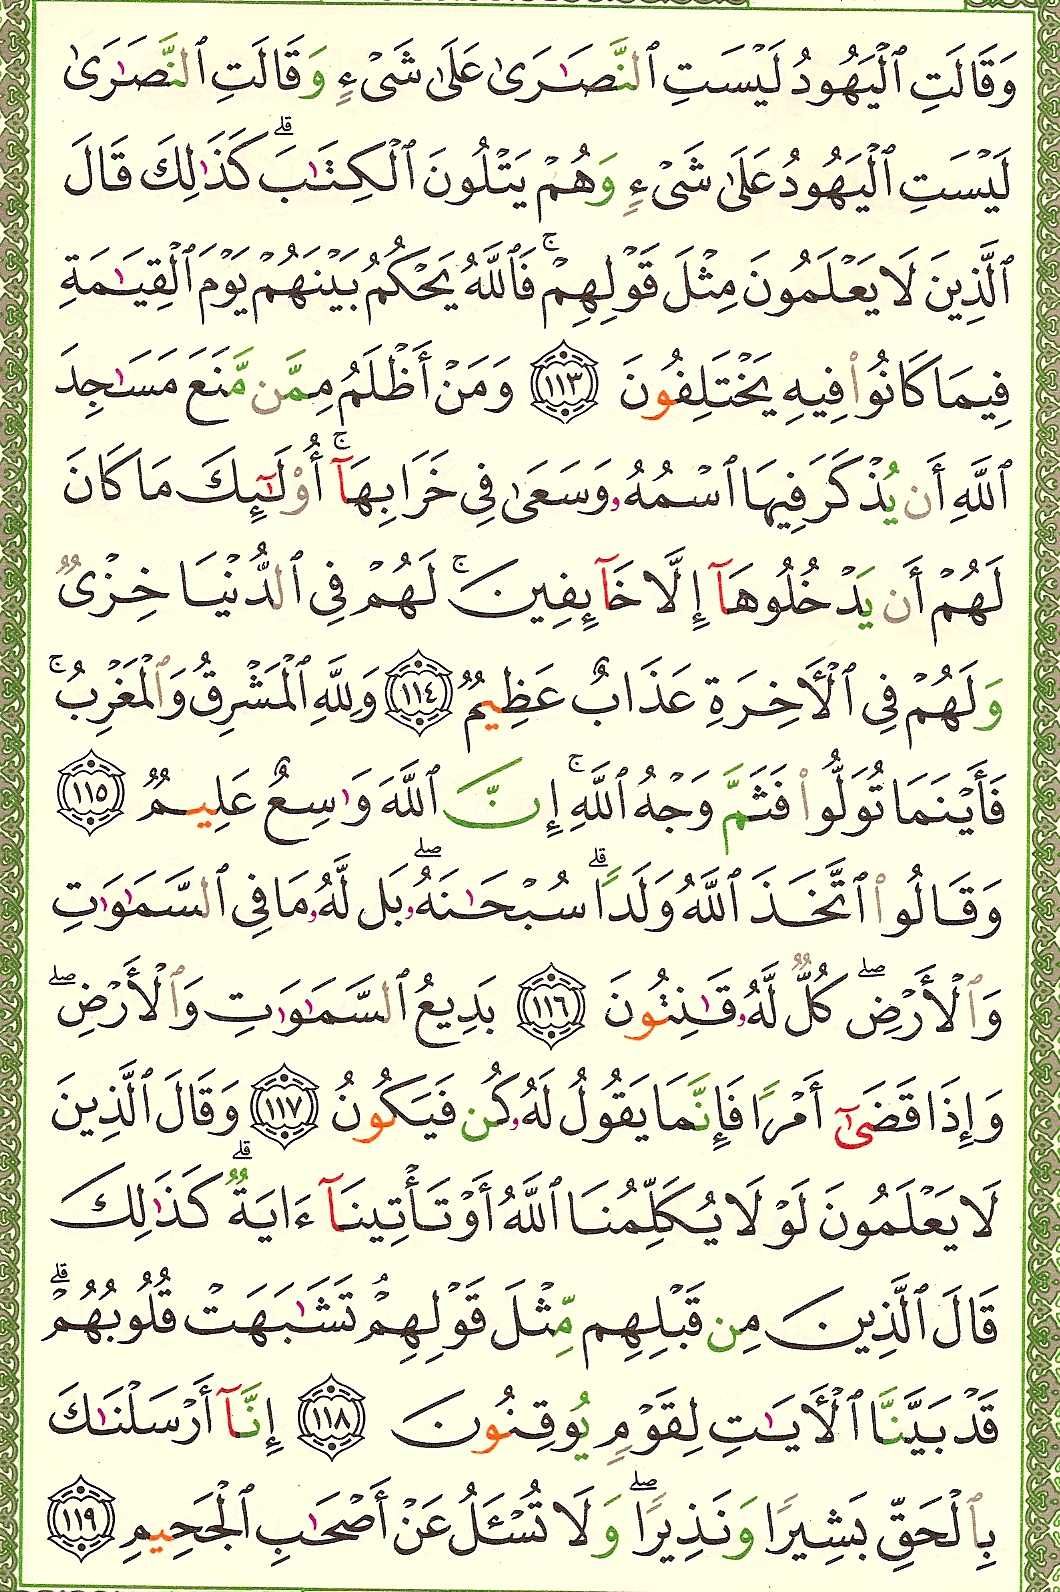 وَقَالَتِ ٱلْيَهُودُ لَيْسَتِ ٱلنَّصَـٰرَىٰ عَلَىٰ شَىْءٍ وَقَالَتِ ٱلنَّصَـٰرَىٰ
لَيْسَتِ ٱلْيَهُودُ عَلَىٰ شَىْءٍ وَهُمْ يَتْلُونَ ٱلْكِتَـٰبَ ۗ كَذَٰلِكَ قَالَ
ٱلَّذِينَ لَا يَعْلَمُونَ مِثْلَ قَوْلِهِمْ ۚ فَٱللَّهُ يَحْكُمُ بَيْنَهُمْ يَوْمَ ٱلْقِيَـٰمَةِ
فِيمَا كَانُوا۟ فِيهِ يَخْتَلِفُونَ ١١٣ وَمَنْ أَظْلَمُ مِمَّن مَّنَعَ مَسَـٰجِدَ
ٱللَّهِ أَن يُذْكَرَ فِيهَا ٱسْمُهُۥ وَسَعَىٰ فِى خَرَابِهَآ ۚ أُو۟لَـٰٓئِكَ مَا كَانَ
لَهُمْ أَن يَدْخُلُوهَآ إِلَّا خَآئِفِينَ ۚ لَهُمْ فِى ٱلدُّنْيَا خِزْىٌ
وَلَهُمْ فِى ٱلْـَٔاخِرَةِ عَذَابٌ عَظِيمٌ ١١٤ وَلِلَّهِ ٱلْمَشْرِقُ وَٱلْمَغْرِبُ ۚ
فَأَيْنَمَا تُوَلُّوا۟ فَثَمَّ وَجْهُ ٱللَّهِ ۚ إِنَّ ٱللَّهَ وَٰسِعٌ عَلِيمٌ ١١٥
وَقَالُوا۟ ٱتَّخَذَ ٱللَّهُ وَلَدًا ۗ سُبْحَـٰنَهُۥ ۖ بَل لَّهُۥ مَا فِى ٱلسَّمَـٰوَٰتِ
وَٱلْأَرْضِ ۖ كُلٌّ لَّهُۥ قَـٰنِتُونَ ١١٦ بَدِيعُ ٱلسَّمَـٰوَٰتِ وَٱلْأَرْضِ ۖ
وَإِذَا قَضَىٰٓ أَمْرًا فَإِنَّمَا يَقُولُ لَهُۥ كُن فَيَكُونُ ١١٧ وَقَالَ ٱلَّذِينَ
لَا يَعْلَمُونَ لَوْلَا يُكَلِّمُنَا ٱللَّهُ أَوْ تَأْتِينَآ ءَايَةٌ ۗ كَذَٰلِكَ
قَالَ ٱلَّذِينَ مِن قَبْلِهِم مِّثْلَ قَوْلِهِمْ ۘ تَشَـٰبَهَتْ قُلُوبُهُمْ ۗ
قَدْ بَيَّنَّا ٱلْـَٔايَـٰتِ لِقَوْمٍ يُوقِنُونَ ١١٨ إِنَّآ أَرْسَلْنَـٰكَ
بِٱلْحَقِّ بَشِيرًا وَنَذِيرًا ۖ وَلَا تُسْـَٔلُ عَنْ أَصْحَـٰبِ ٱلْجَحِيمِ ١١٩